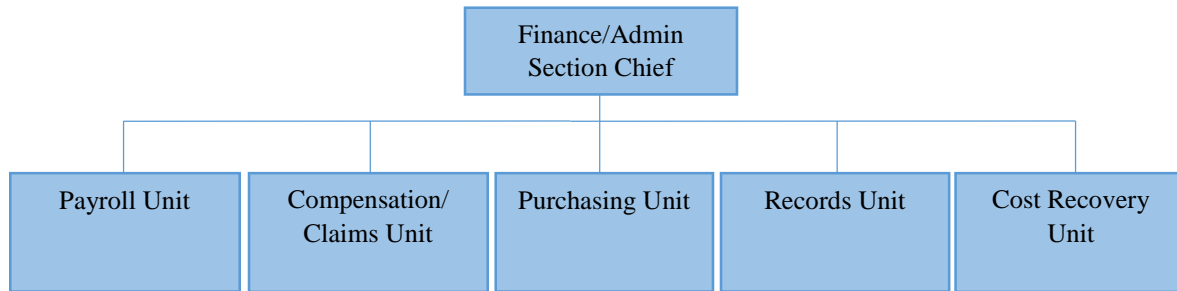 Finance/Admin
Section Chief
Payroll Unit
Compensation/
Claims Unit
Purchasing Unit
Records Unit
Cost Recovery
Unit